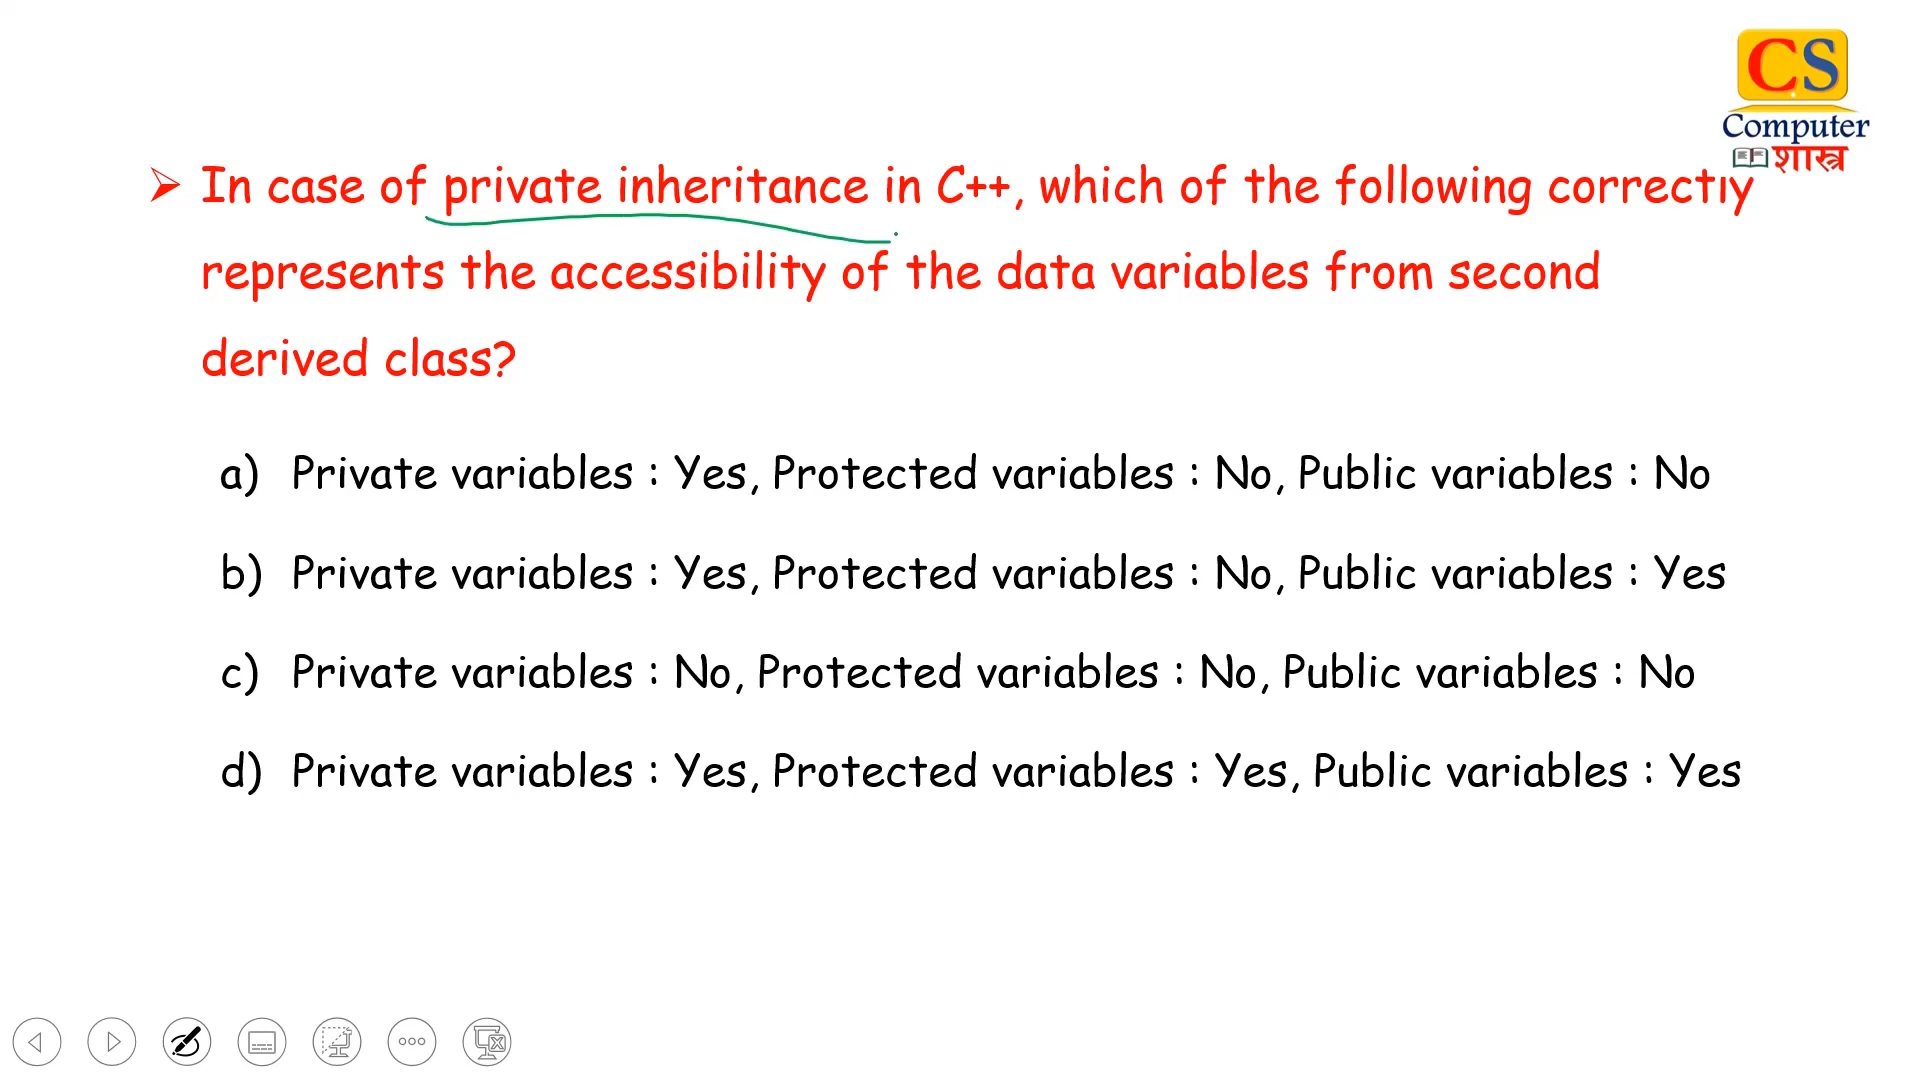 CS
Computer
शास्त्र
➢ In case of private inheritance in C++, which of the following correctly
represents the accessibility of the data variables from second
derived class?
a) Private variables : Yes, Protected variables : No, Public variables : No
b) Private variables : Yes, Protected variables : No, Public variables : Yes
c) Private variables : No, Protected variables : No, Public variables : No
d) Private variables : Yes, Protected variables : Yes, Public variables : Yes